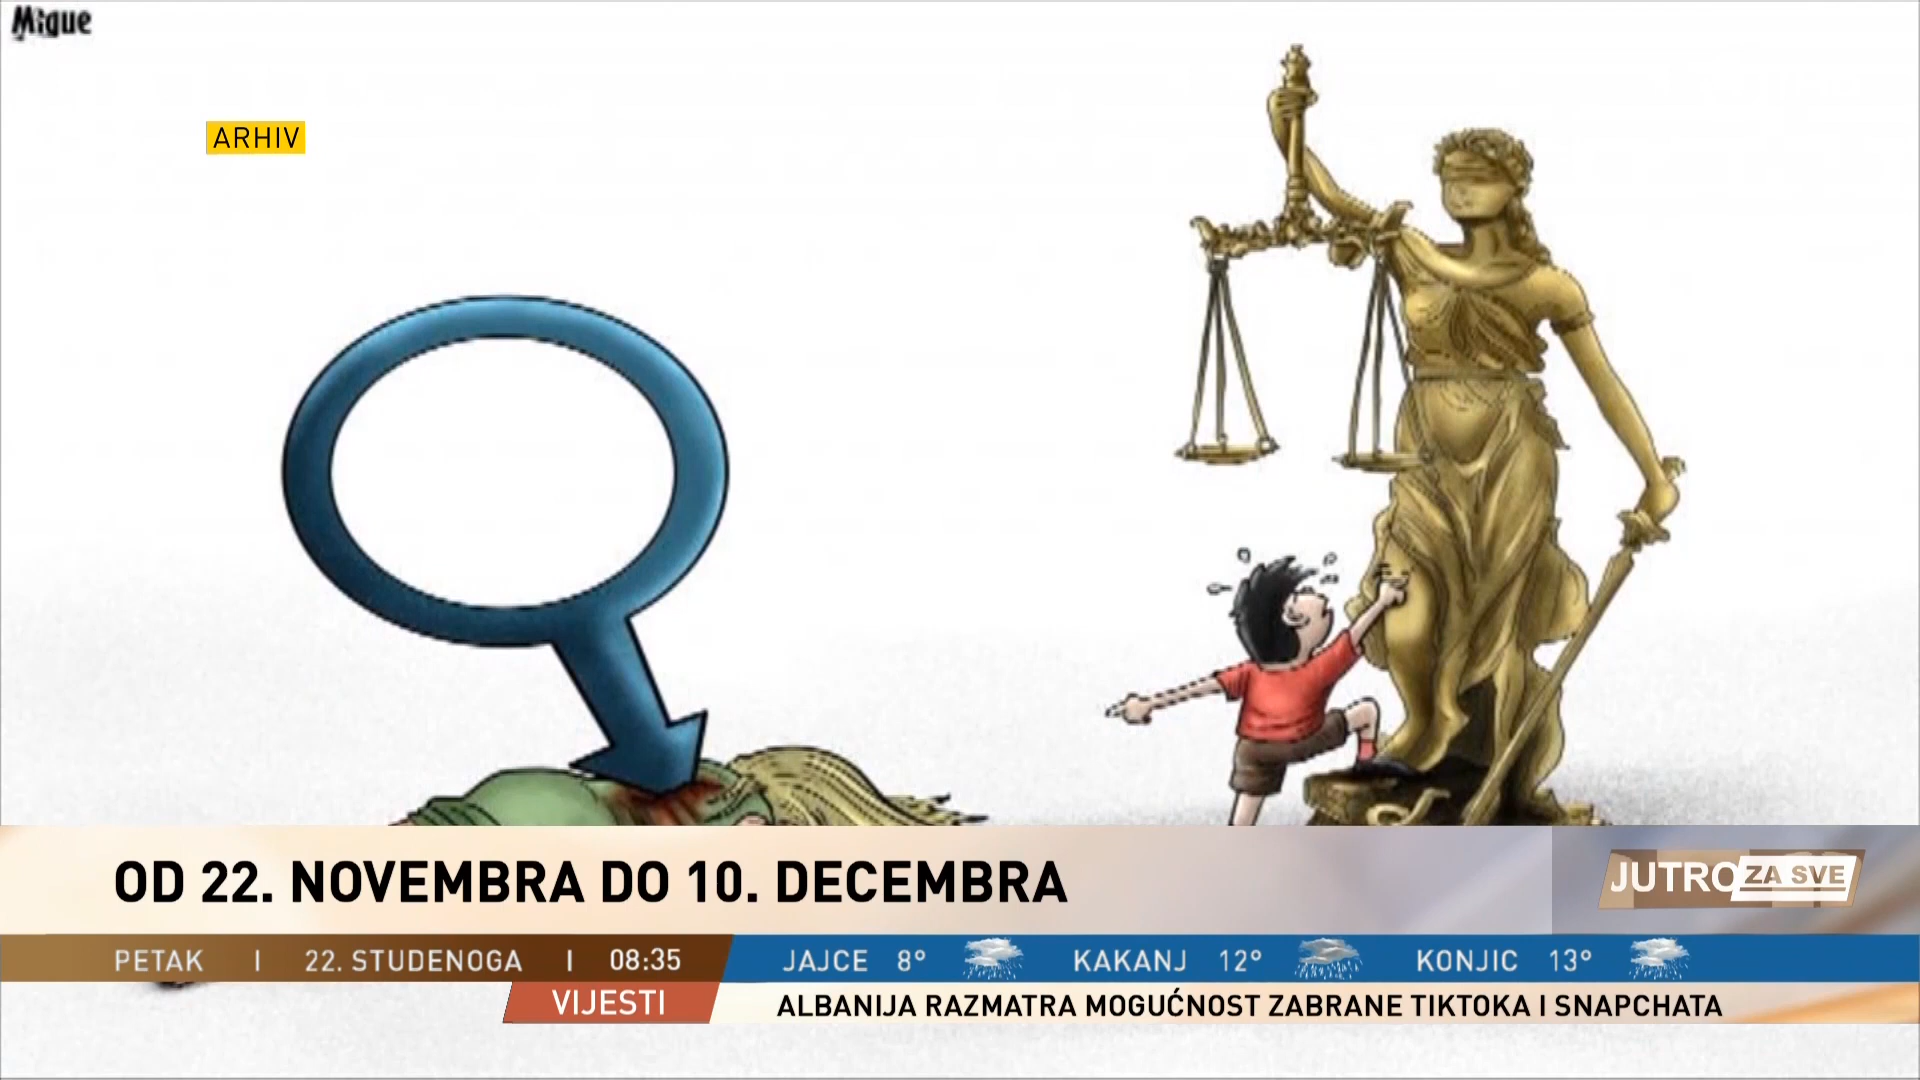 Migue
ARHIV
OD 22. NOVEMBRA DO 10. DECEMBRA
JUTRO ZA SVE
PETAK | 22. STUDENOGA | 08:35
JAJCE 8° KAKANJ 12° KONJIC 13°
VIJESTI
ALBANIJA RAZMATRA MOGUĆNOST ZABRANE TIKTOKA I SNAPCHATA